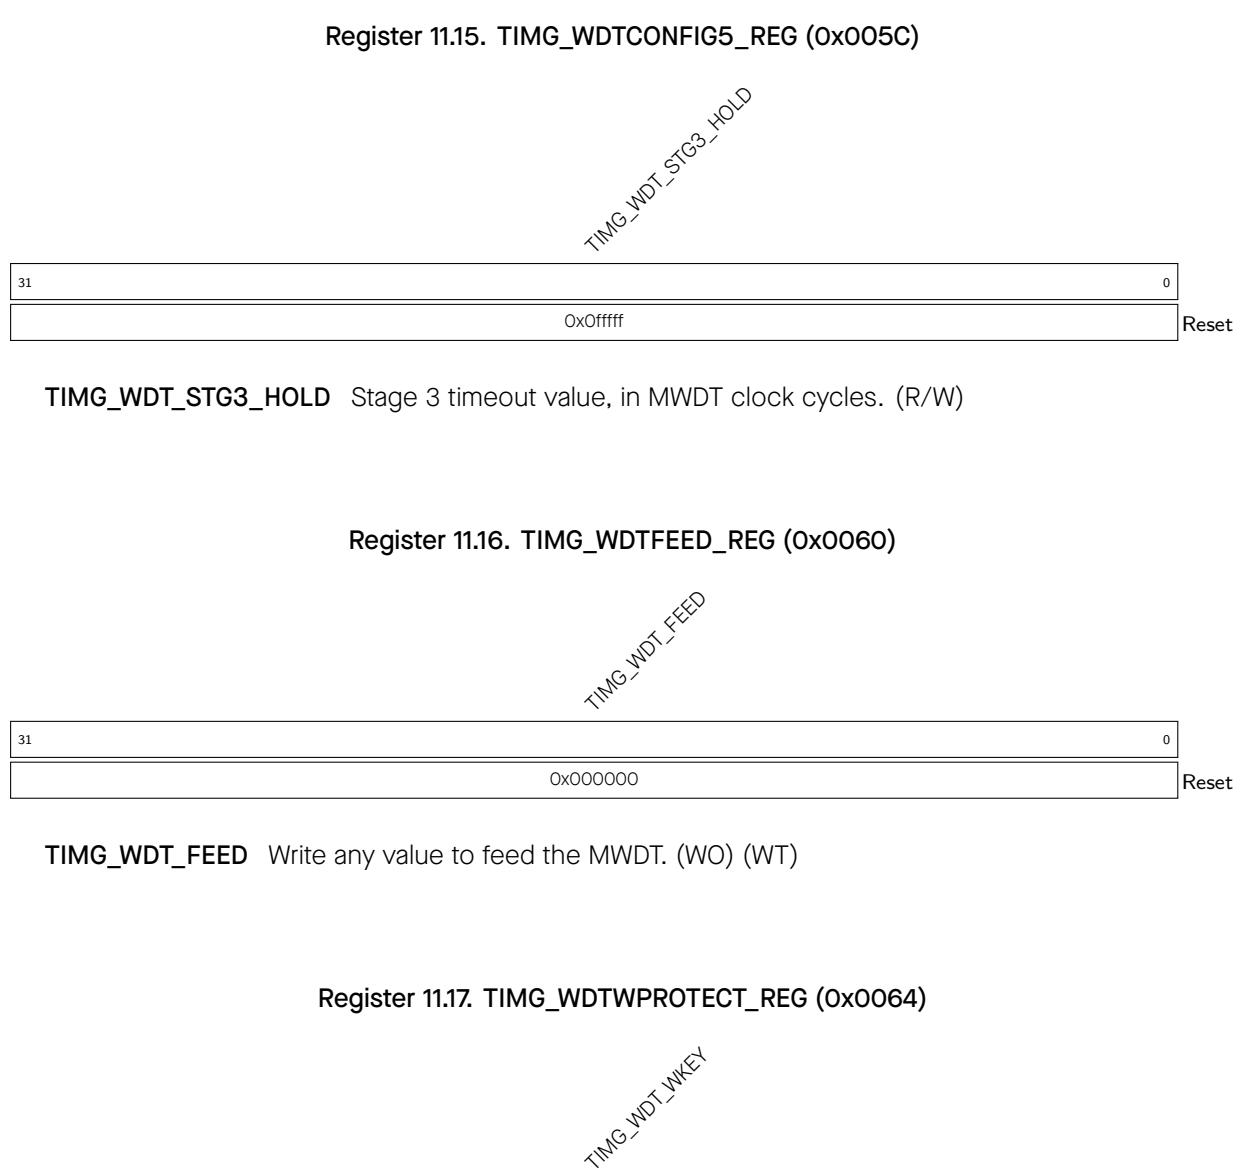 Register 11.15. TIMG_WDTCONFIG5_REG (0x005C)
TIMG_WDT_STG3_HOLD
31 0
0x0fffff Reset
TIMG_WDT_STG3_HOLD Stage 3 timeout value, in MWDT clock cycles. (R/W)
Register 11.16. TIMG_WDTFEED_REG (0x0060)
TIMG_WDT_FEED
31 0
0x000000 Reset
TIMG_WDT_FEED Write any value to feed the MWDT. (WO) (WT)
Register 11.17. TIMG_WDTWPROTECT_REG (0x0064)
TIMG_WDT_WKEY